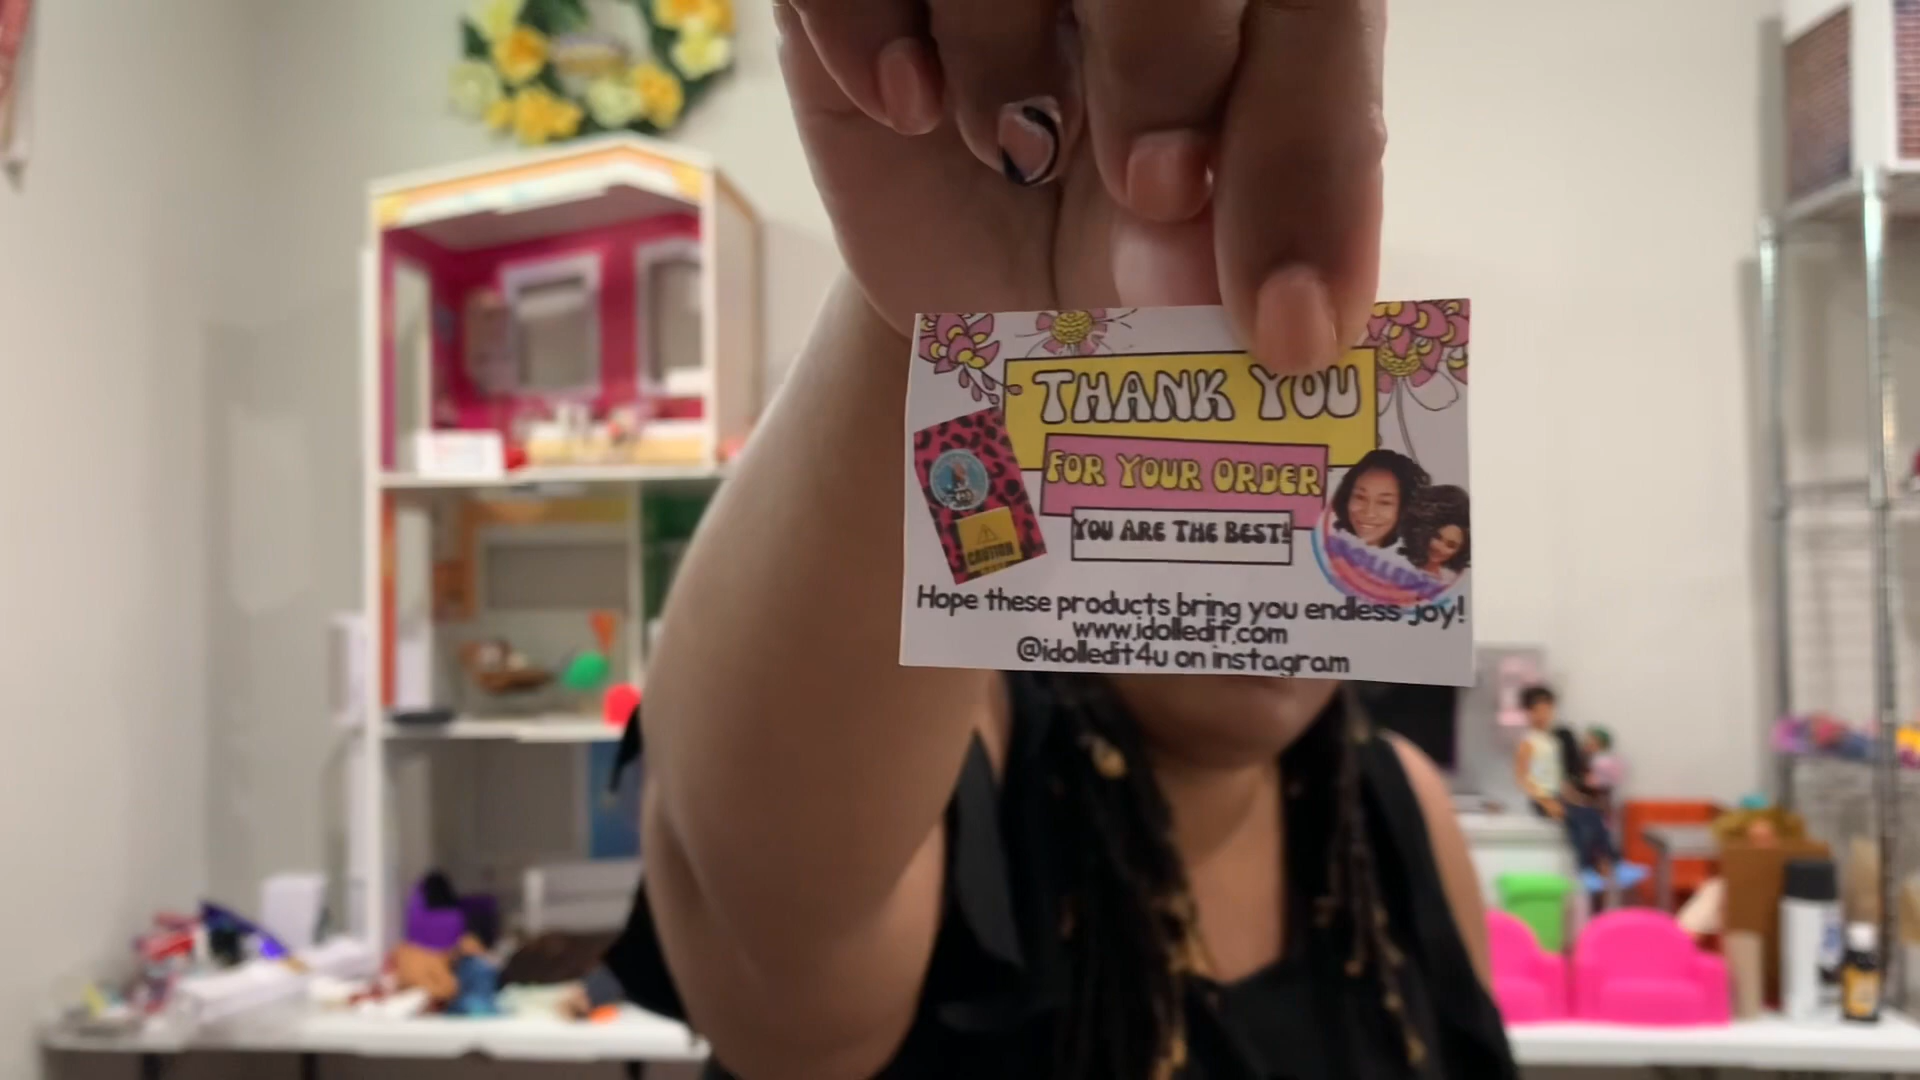 THANK YOU
FOR YOUR ORDER
YOU ARE THE BEST!
CAUTION
IDOLLEDIT
Hope these products bring you endless joy!
www.idolledit.com
@idolledit4u on instagram